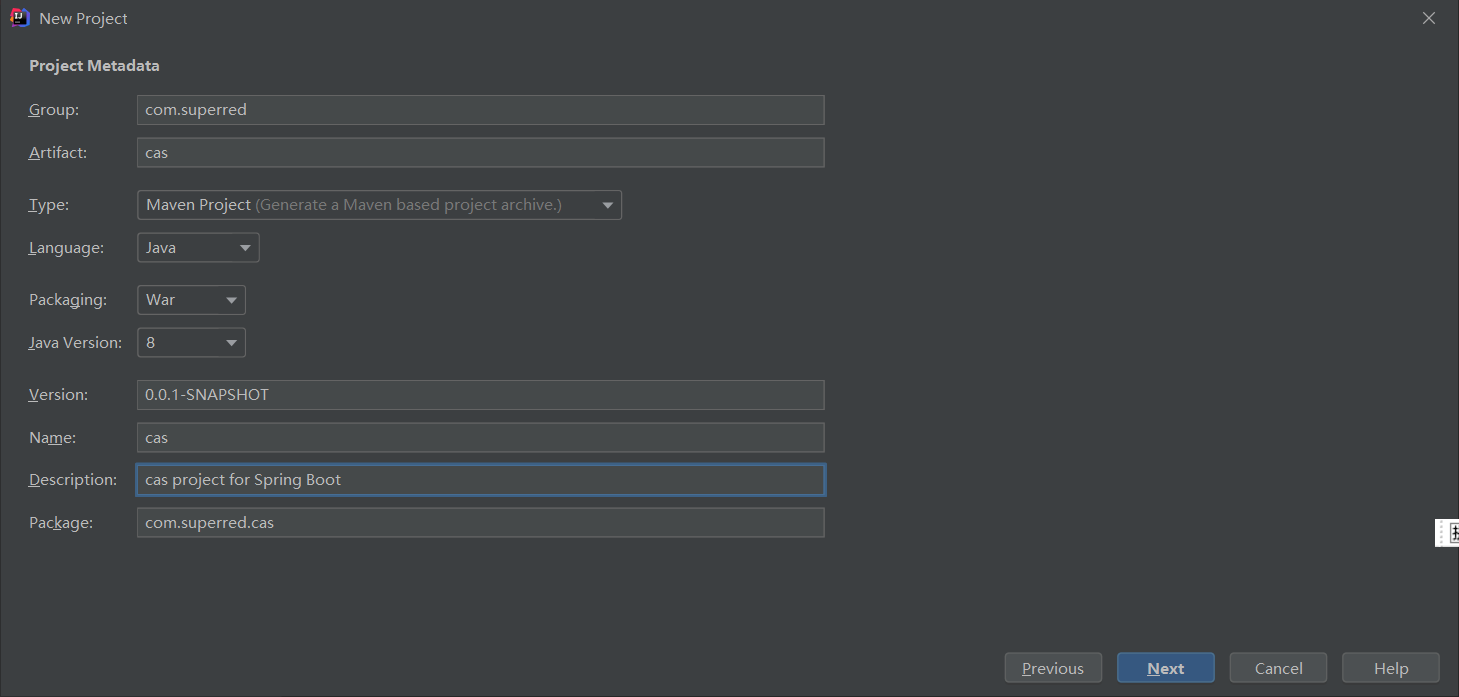 New Project
Project Metadata
Group: com.superred
Artifact: cas
Type: Maven Project (Generate a Maven based project archive.)
Language: Java
Packaging: War
Java Version: 8
Version: 0.0.1-SNAPSHOT
Name: cas
Description: cas project for Spring Boot
Package: com.superred.cas
Previous Next Cancel Help